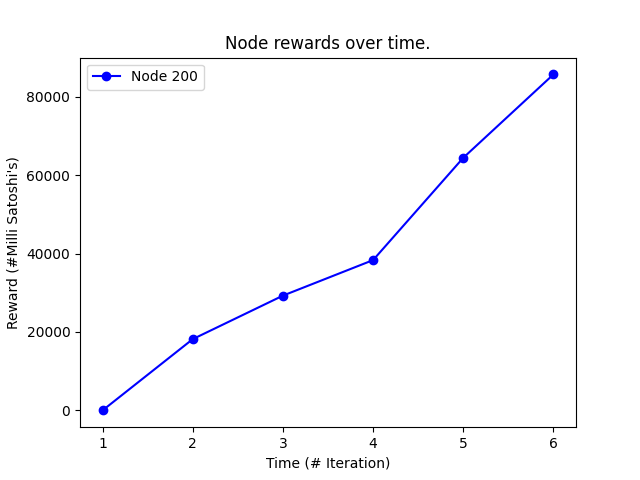 Node rewards over time.
Node 200
Reward (#Milli Satoshi's)
80000
60000
40000
20000
0
1 2 3 4 5 6
Time (# Iteration)